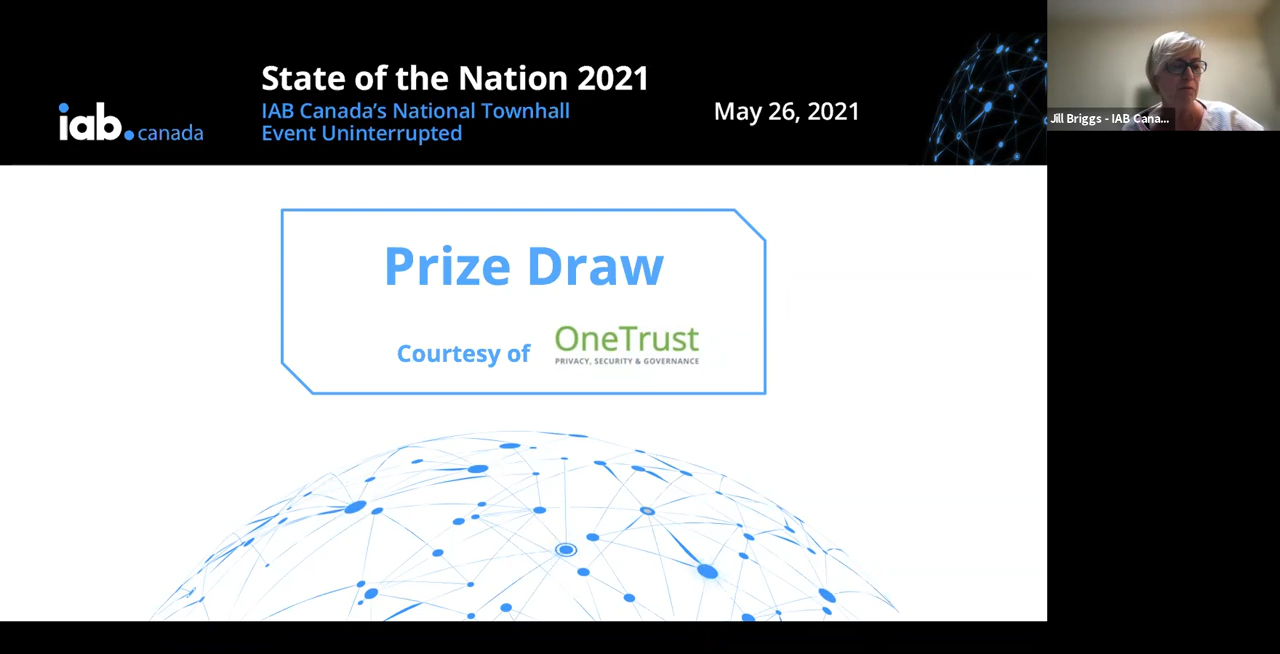 iab.canada
State of the Nation 2021
IAB Canada's National Townhall
Event Uninterrupted
May 26, 2021
Jill Briggs - IAB Cana...
Prize Draw
Courtesy of
OneTrust
PRIVACY, SECURITY & GOVERNANCE